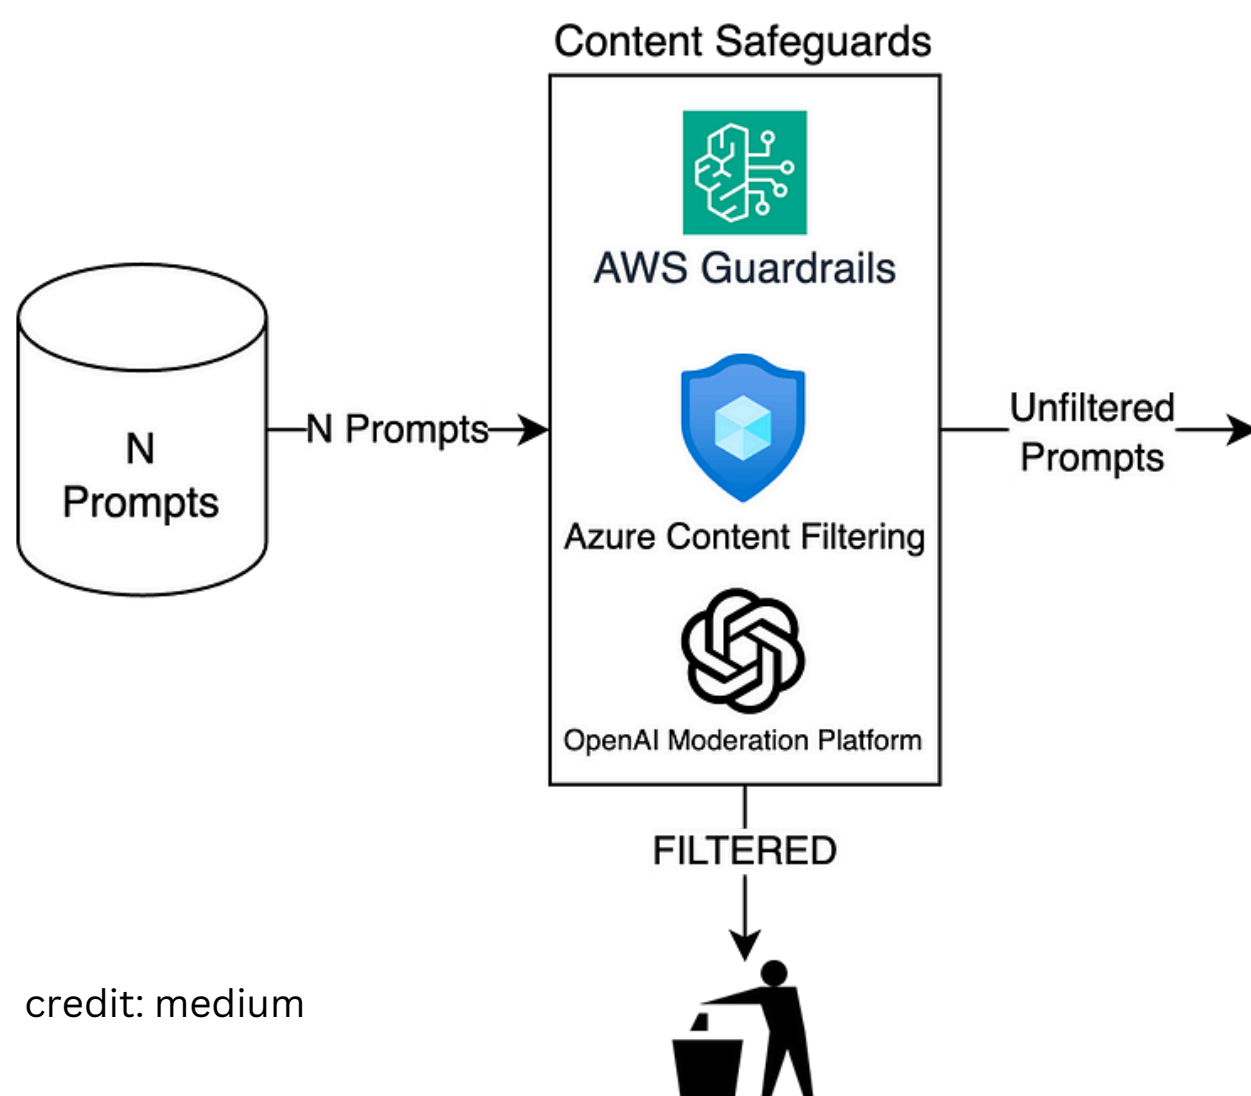 Content Safeguards
AWS Guardrails
N
Prompts
N Prompts
Unfiltered
Prompts
Azure Content Filtering
OpenAI Moderation Platform
FILTERED
credit: medium